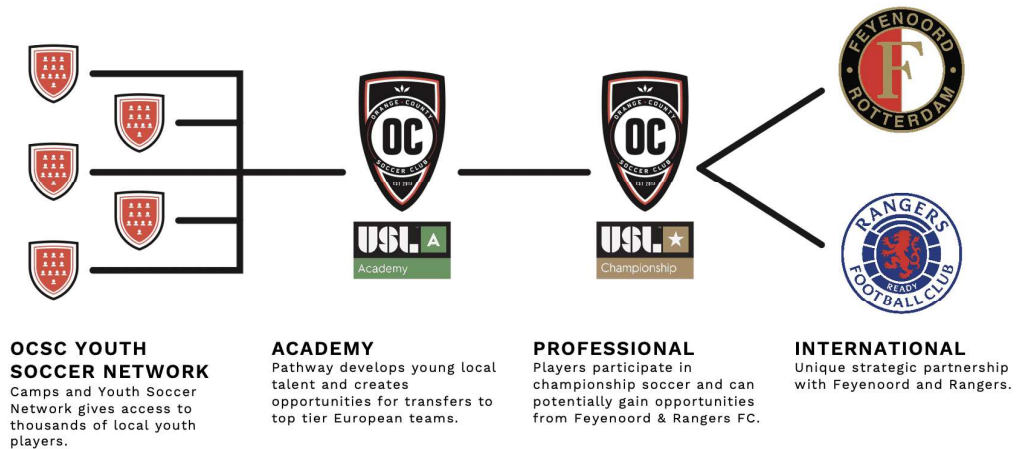 ORANGE · COUNTY
OC
SOCCER CLUB
EST 2010
USL A
Academy
ORANGE · COUNTY
OC
SOCCER CLUB
EST 2010
USL
Championship
FEYENOORD
F
ROTTERDAM
RANGERS
READY
FOOTBALL CLUB
OCSC YOUTH
SOCCER NETWORK
Camps and Youth Soccer
Network gives access to
thousands of local youth
players.
ACADEMY
Pathway develops young local
talent and creates
opportunities for transfers to
top tier European teams.
PROFESSIONAL
Players participate in
championship soccer and can
potentially gain opportunities
from Feyenoord & Rangers FC.
INTERNATIONAL
Unique strategic partnership
with Feyenoord and Rangers.